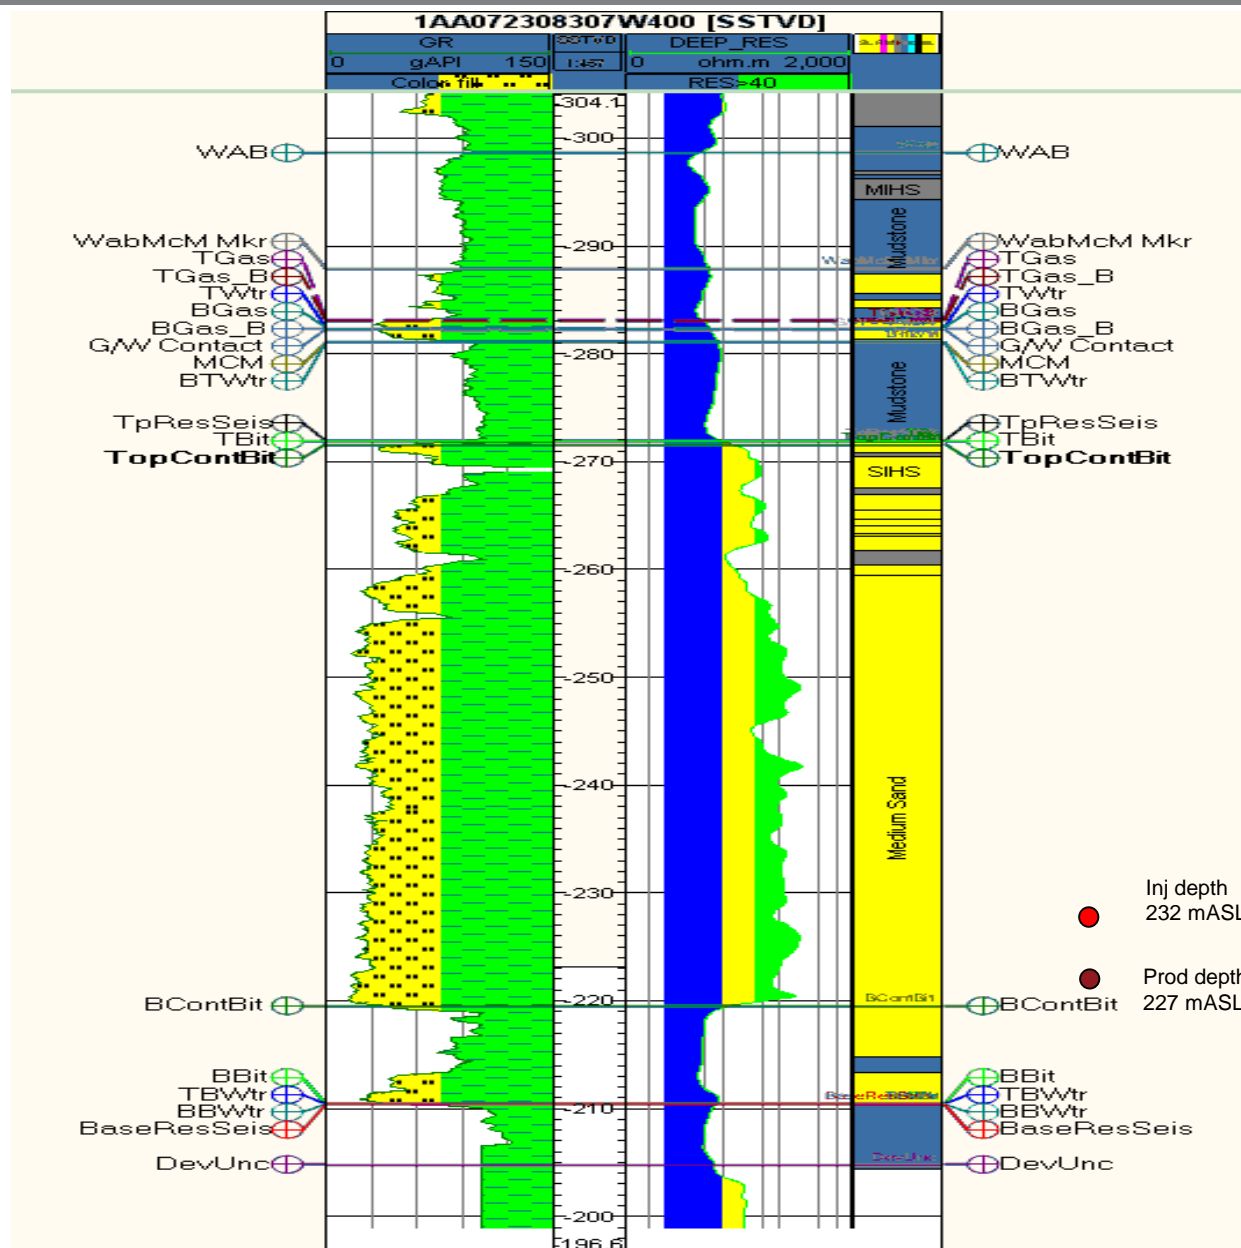 1AA072308307W400 [SSTVD]
GR SSTVD DEEP_RES
0 gAPI 150 1:457 0 ohm.m 2,000
Color fill RES>40
-304.1
-300
WAB WAB
MIHS
Mudstone
-290
WabMcM Mkr WabMcM Mkr
TGas TGas
TGas_B TGas_B
TWtr TWtr
BGas BGas
BGas_B BGas_B
G/W Contact G/W Contact
MCM MCM
BTWtr BTWtr
-280
Mudstone
TpResSeis TpResSeis
TBit TBit
TopContBit TopContBit
-270
SIHS
-260
-250
-240
Medium Sand
-230
Inj depth
232 mASL
Prod depth
227 mASL
-220
BContBit BContBit BContBit
BBit BBit
TBWtr TBWtr
BBWtr BBWtr
-210
BaseResSeis BaseResSeis
DevUnc DevUnc DevUnc
-200
-196.6